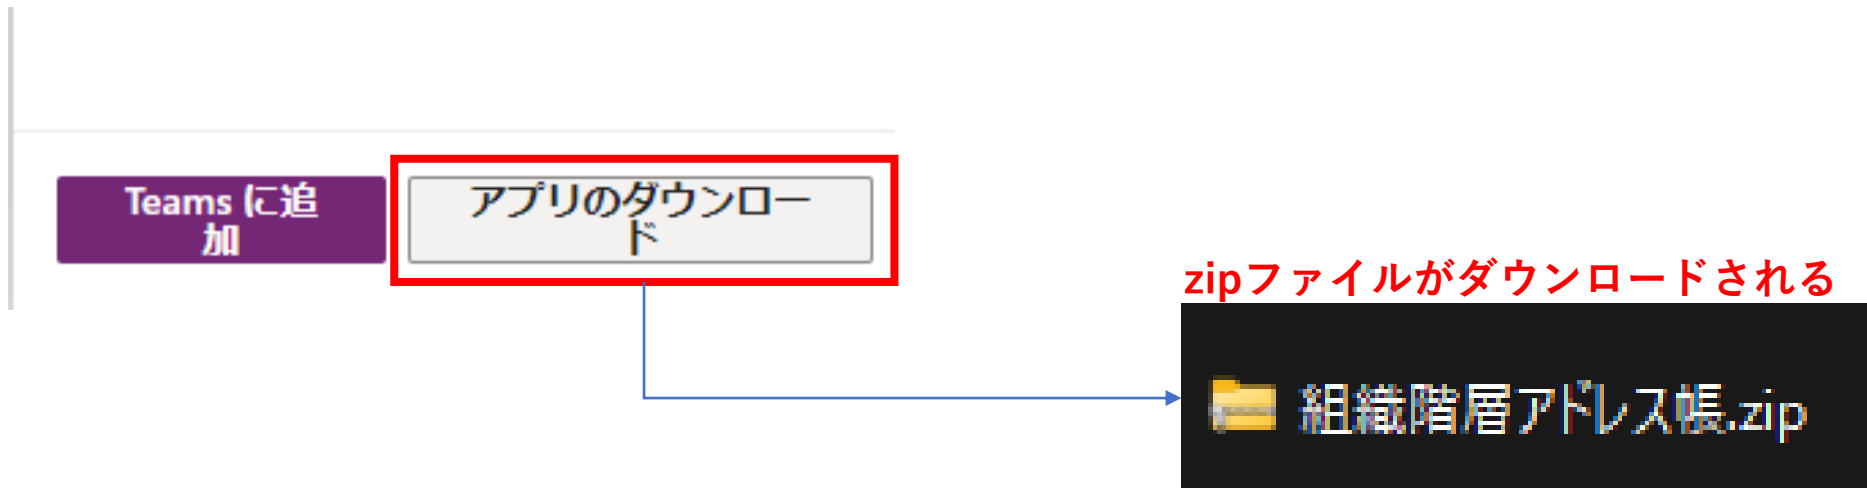 Teams に追
加
アプリのダウンロー
ド
zipファイルがダウンロードされる
組織階層アドレス帳.zip